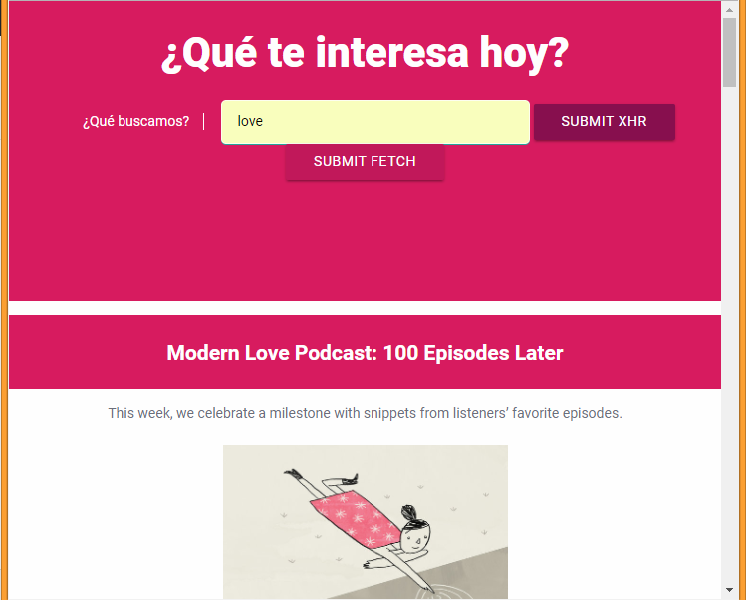 ¿Qué te interesa hoy?
¿Qué buscamos? love SUBMIT XHR
SUBMIT FETCH
Modern Love Podcast: 100 Episodes Later
This week, we celebrate a milestone with snippets from listeners’ favorite episodes.